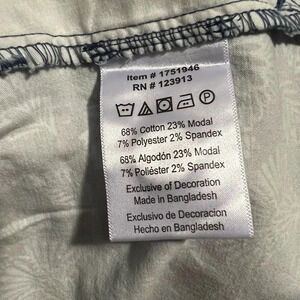 Item # 1751946
RN # 123913
68% Cotton 23% Modal
7% Polyester 2% Spandex
68% Algodón 23% Modal
7% Poliéster 2% Spandex
Exclusive of Decoration
Made in Bangladesh
Exclusivo de Decoracion
Hecho en Bangladesh